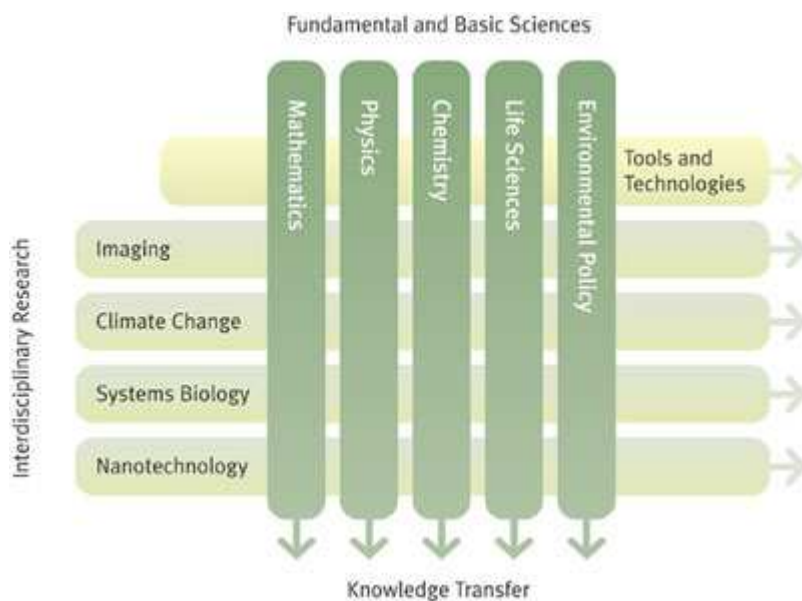 Fundamental and Basic Sciences
Mathematics
Physics
Chemistry
Life Sciences
Environmental Policy
Tools and
Technologies
Interdisciplinary Research
Imaging
Climate Change
Systems Biology
Nanotechnology
Knowledge Transfer